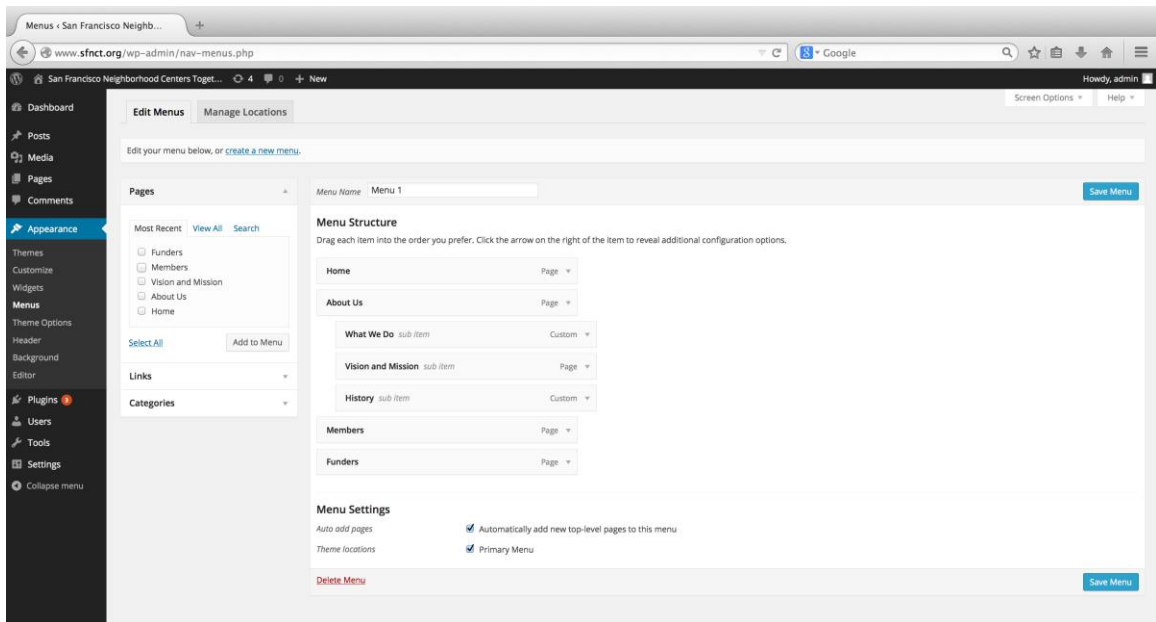 Menus ‹ San Francisco Neighb...
www.sfnct.org/wp-admin/nav-menus.php
Google
San Francisco Neighborhood Centers Toget... 4 0 + New
Howdy, admin
Screen Options
Help
Dashboard
Posts
Media
Pages
Comments
Appearance
Themes
Customize
Widgets
Menus
Theme Options
Header
Background
Editor
Plugins 3
Users
Tools
Settings
Collapse menu
Edit Menus
Manage Locations
Edit your menu below, or create a new menu.
Pages
Most Recent View All Search
Funders
Members
Vision and Mission
About Us
Home
Select All
Add to Menu
Links
Categories
Menu Name Menu 1
Save Menu
Menu Structure
Drag each item into the order you prefer. Click the arrow on the right of the item to reveal additional configuration options.
Home Page
About Us Page
What We Do sub item Custom
Vision and Mission sub item Page
History sub item Custom
Members Page
Funders Page
Menu Settings
Auto add pages Automatically add new top-level pages to this menu
Theme locations Primary Menu
Delete Menu
Save Menu